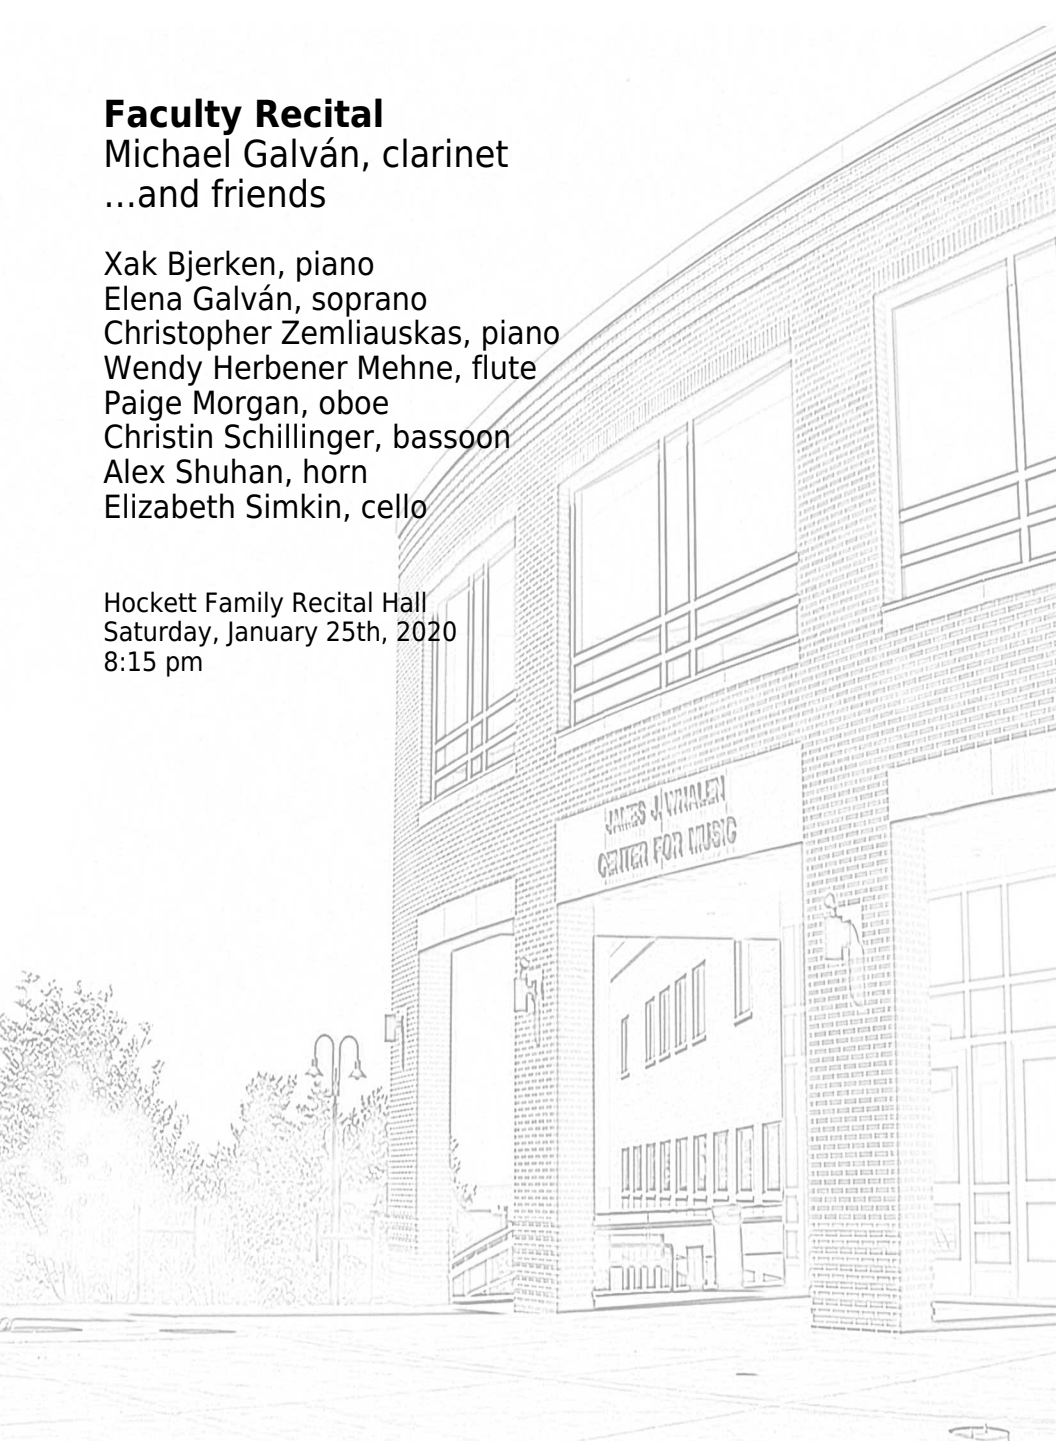 Faculty Recital
Michael Galván, clarinet
...and friends
Xak Bjerken, piano
Elena Galván, soprano
Christopher Zemliauskas, piano
Wendy Herbener Mehne, flute
Paige Morgan, oboe
Christin Schillinger, bassoon
Alex Shuhan, horn
Elizabeth Simkin, cello
Hockett Family Recital Hall
Saturday, January 25th, 2020
8:15 pm
JAMES J. WHALEN
CENTER FOR MUSIC